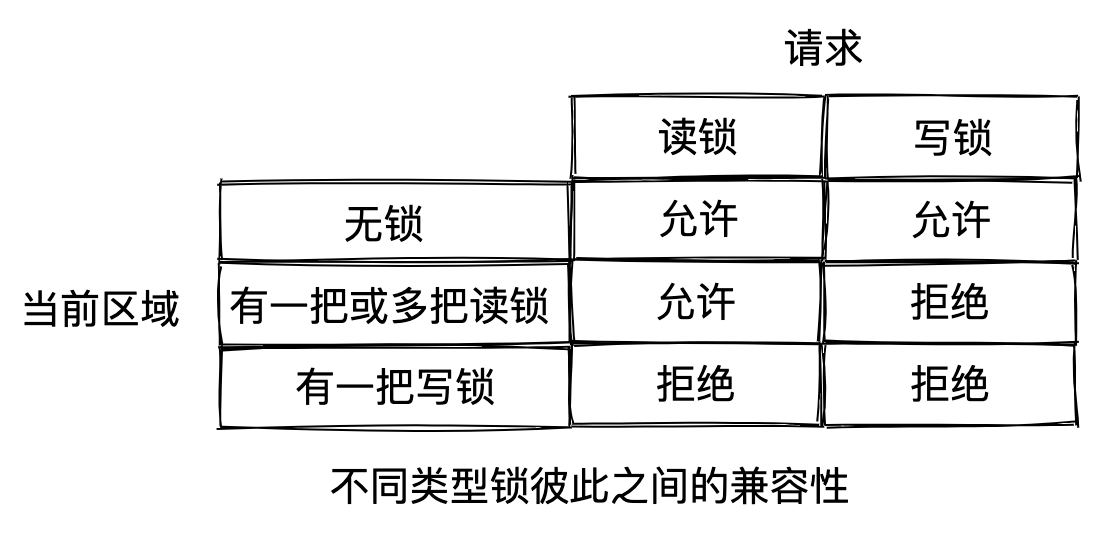 请求
读锁 写锁
无锁 允许 允许
当前区域 有一把或多把读锁 允许 拒绝
有一把写锁 拒绝 拒绝
不同类型锁彼此之间的兼容性